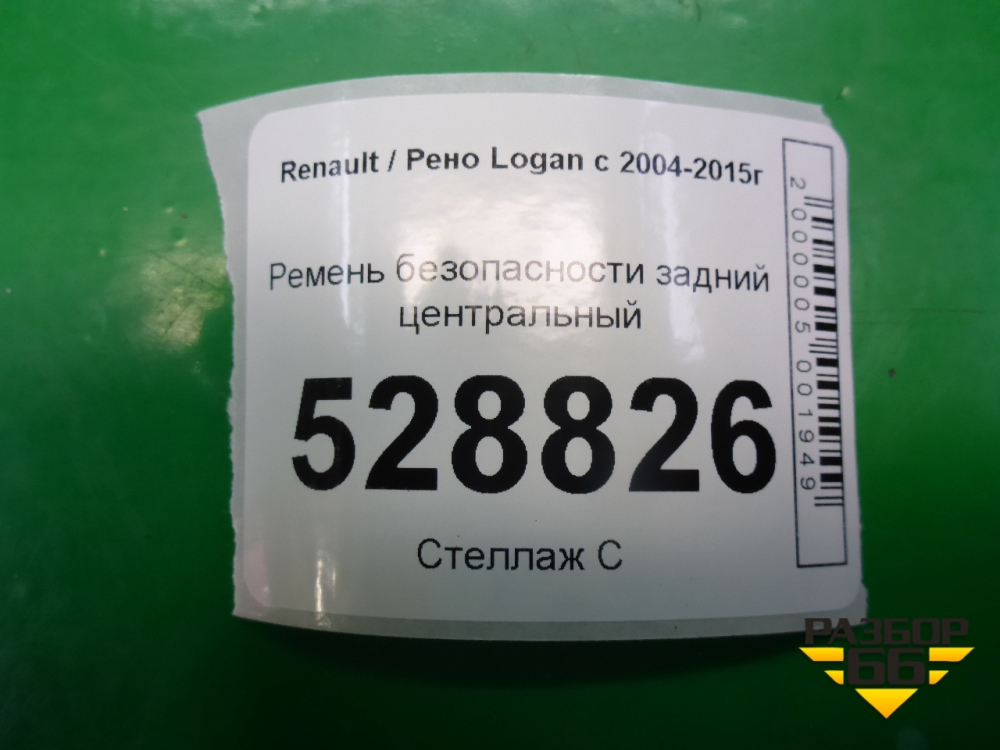 Renault / Рено Logan с 2004-2015г
Ремень безопасности задний
центральный
528826
Стеллаж С
2000005001949
РАЗБОР
66